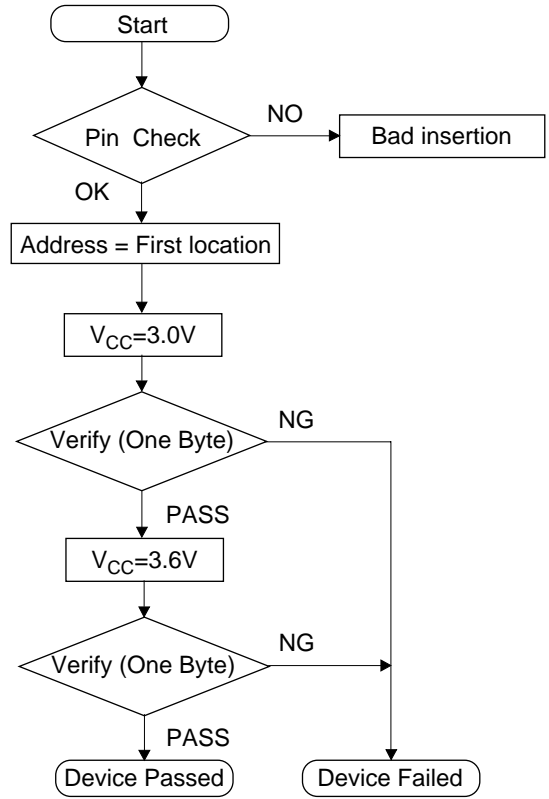 Start
Pin Check
NO
Bad insertion
OK
Address = First location
VCC=3.0V
Verify (One Byte)
NG
PASS
VCC=3.6V
Verify (One Byte)
NG
PASS
Device Passed
Device Failed